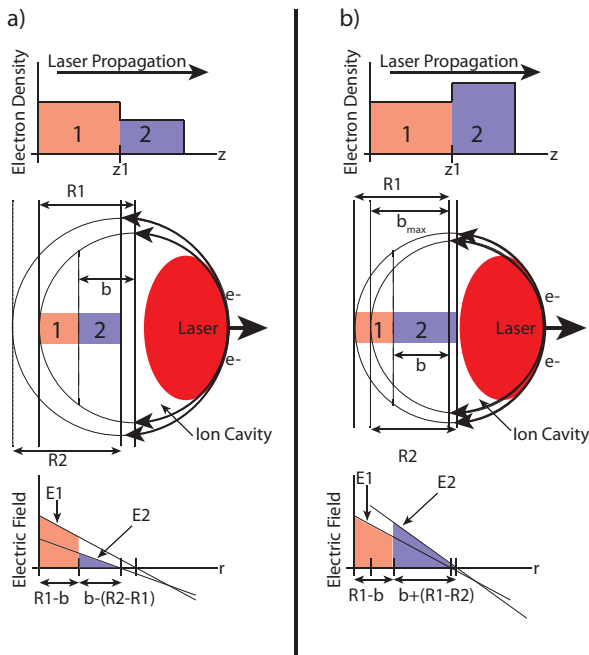 a)
Laser Propagation
Electron Density
1
2
z1
z
R1
b
1
2
Laser
e-
e-
Ion Cavity
R2
Electric Field
E1
E2
r
R1-b
b-(R2-R1)
b)
Laser Propagation
Electron Density
1
2
z1
z
R1
bmax
1
2
Laser
e-
e-
b
Ion Cavity
R2
Electric Field
E1
E2
r
R1-b
b+(R1-R2)